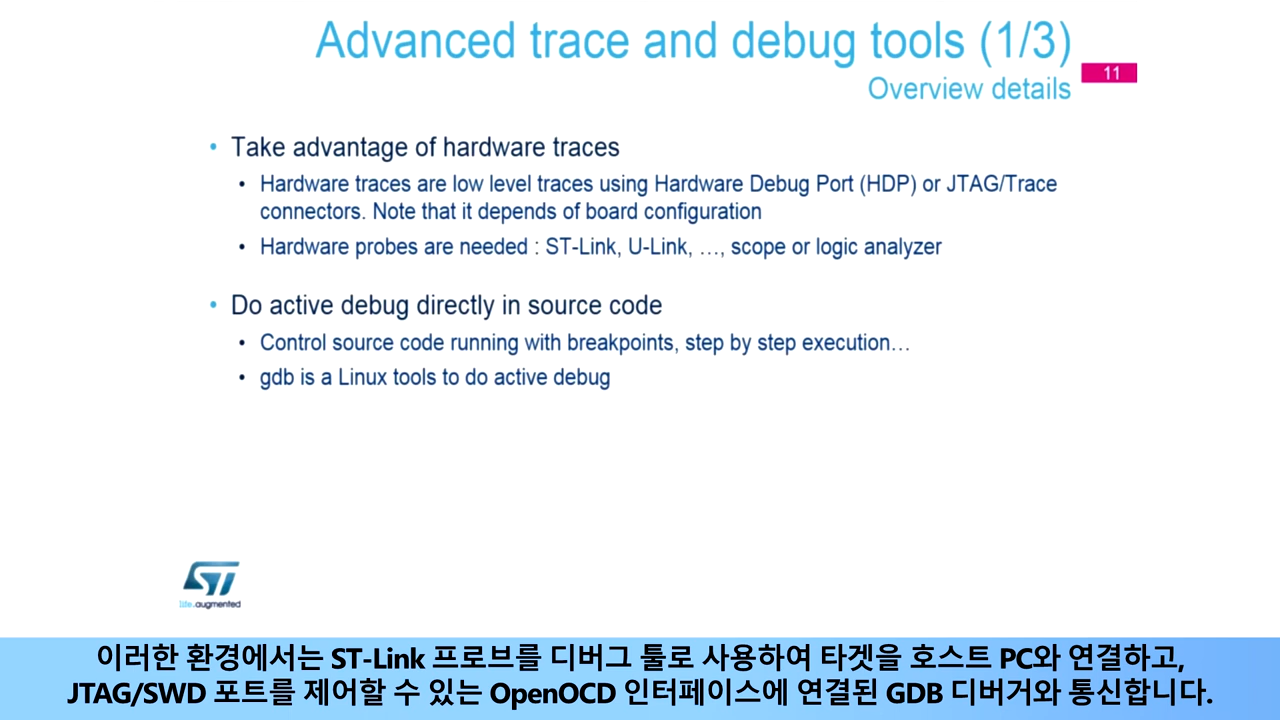 Advanced trace and debug tools (1/3)
11
Overview details
• Take advantage of hardware traces
• Hardware traces are low level traces using Hardware Debug Port (HDP) or JTAG/Trace
connectors. Note that it depends of board configuration
• Hardware probes are needed : ST-Link, U-Link, …, scope or logic analyzer
• Do active debug directly in source code
• Control source code running with breakpoints, step by step execution…
• gdb is a Linux tools to do active debug
ST
life.augmented
이러한 환경에서는 ST-Link 프로브를 디버그 툴로 사용하여 타겟을 호스트 PC와 연결하고,
JTAG/SWD 포트를 제어할 수 있는 OpenOCD 인터페이스에 연결된 GDB 디버거와 통신합니다.